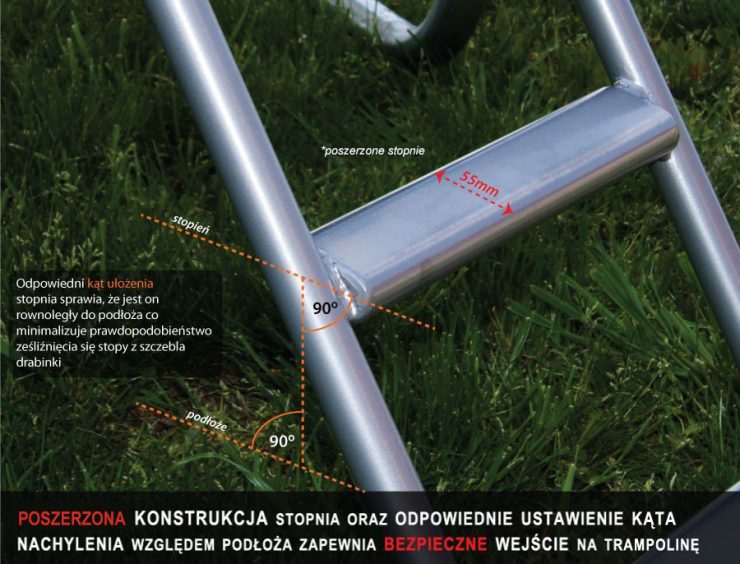 *poszerzone stopnie
55mm
stopień
Odpowiedni kąt ułożenia
stopnia sprawia, że jest on
rownoległy do podłoża co
minimalizuje prawdopodobieństwo
ześliźnięcia się stopy z szczebla
drabinki
90°
podłoże
90°
POSZERZONA KONSTRUKCJA STOPNIA ORAZ ODPOWIEDNIE USTAWIENIE KĄTA
NACHYLENIA WZGLĘDEM PODŁOŻA ZAPEWNIA BEZPIECZNE WEJŚCIE NA TRAMPOLINĘ